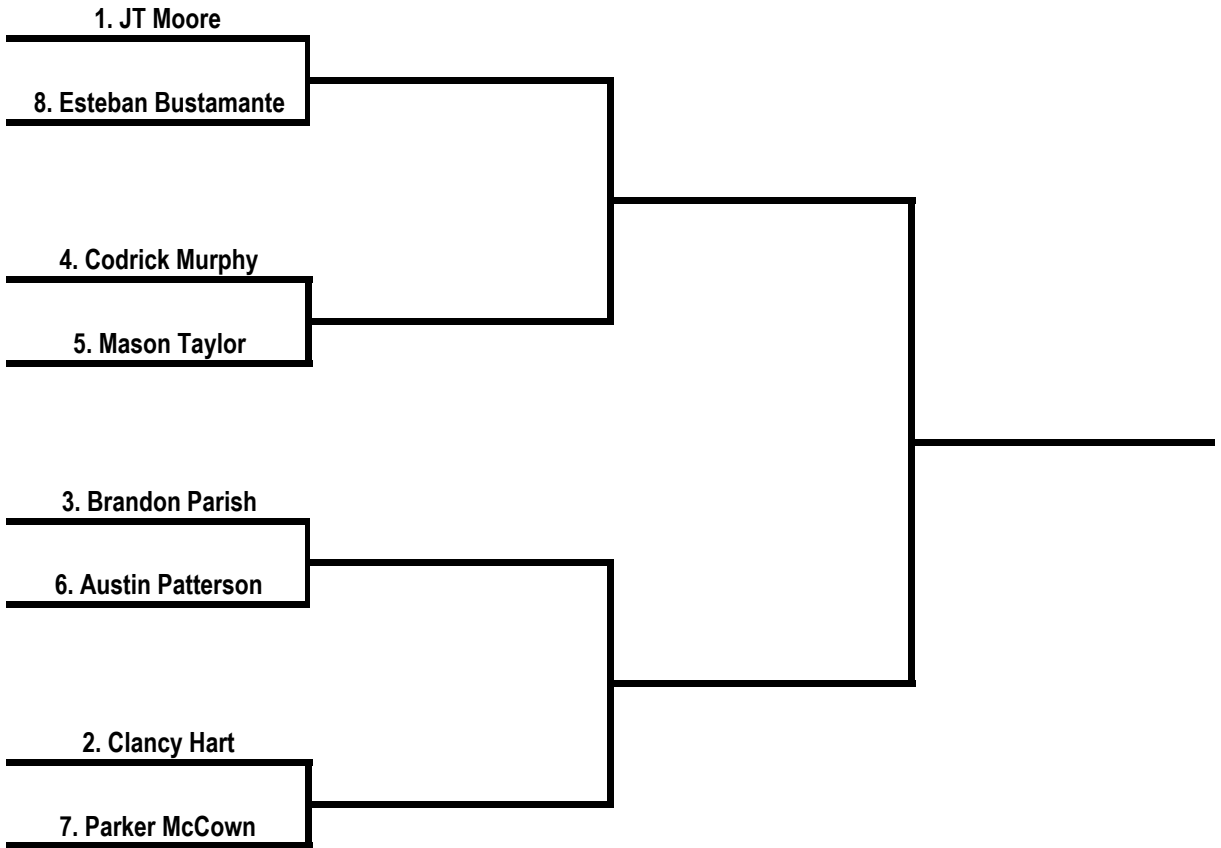 1. JT Moore
8. Esteban Bustamante
4. Codrick Murphy
5. Mason Taylor
3. Brandon Parish
6. Austin Patterson
2. Clancy Hart
7. Parker McCown